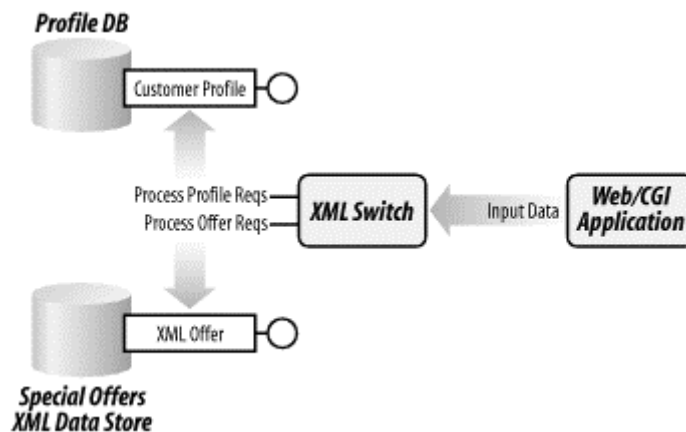 Profile DB
Customer Profile
Process Profile Reqs
Process Offer Reqs
XML Switch
Input Data
Web/CGI
Application
XML Offer
Special Offers
XML Data Store